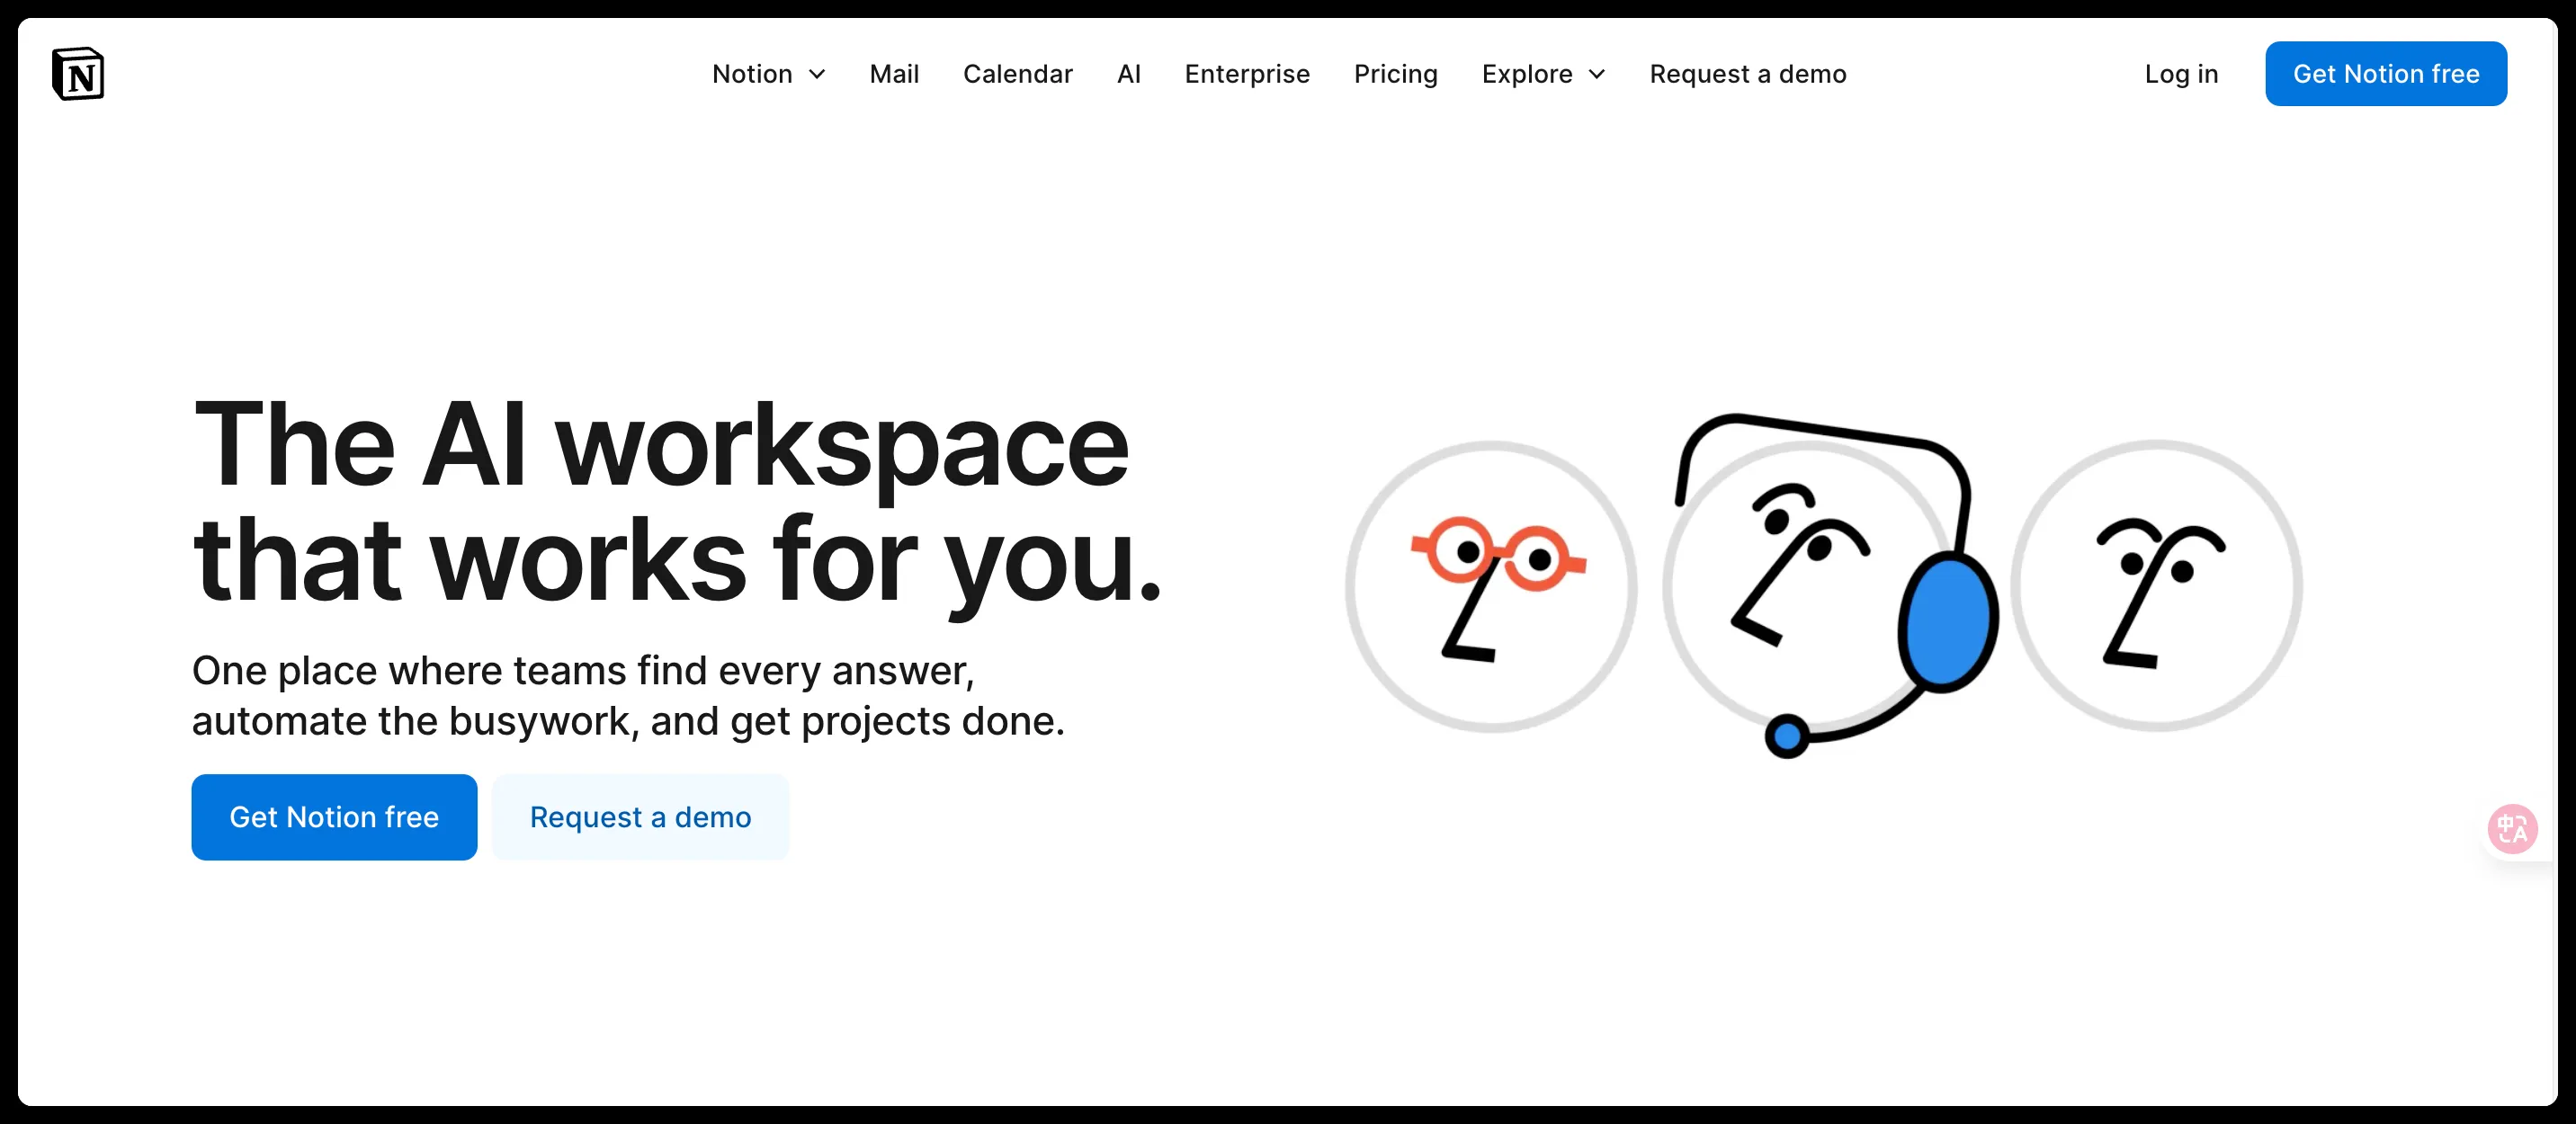 N
Notion
Mail
Calendar
AI
Enterprise
Pricing
Explore
Request a demo
Log in
Get Notion free
The AI workspace
that works for you.
One place where teams find every answer,
automate the busywork, and get projects done.
Get Notion free
Request a demo
中A